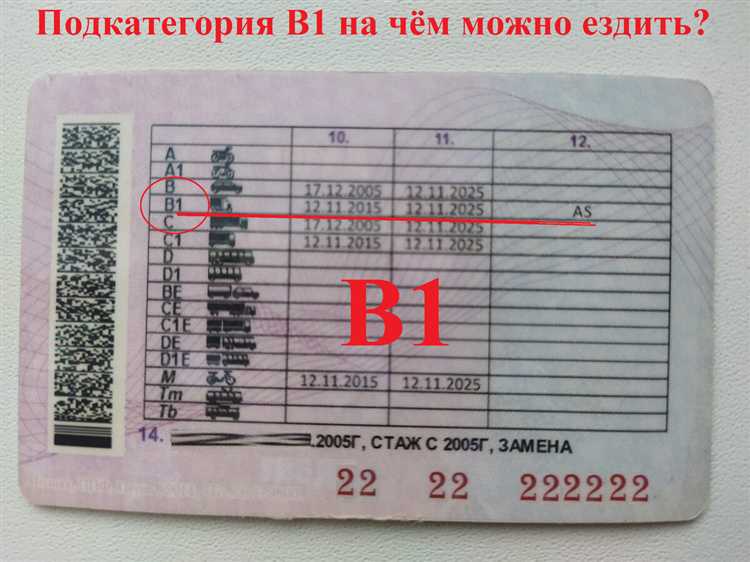 Подкатегория В1 на чём можно ездить?
10. 11. 12.
A
A1
B 17.12.2005 12.11.2025
B1 12.11.2015 12.11.2025 AS
C 17.12.2005 12.11.2025
C1 12.11.2015 12.11.2025
D
D1
BE
CE
C1E
DE
D1E
M 12.11.2015 12.11.2025
Tm
Tb
В1
14. .2005Г, СТАЖ С 2005Г, ЗАМЕНА
22 22 222222